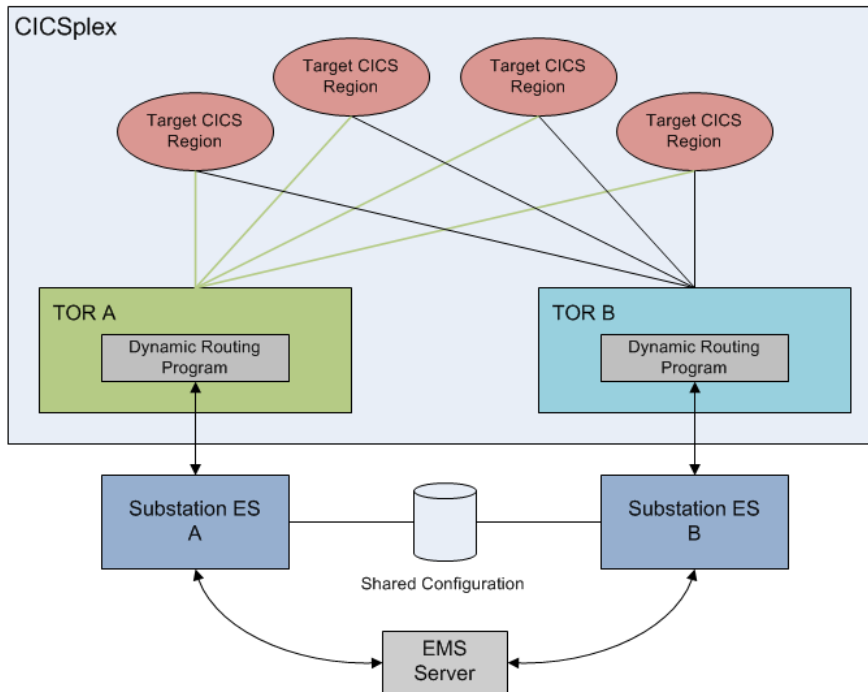 CICSplex
Target CICS
Region
Target CICS
Region
Target CICS
Region
Target CICS
Region
TOR A
Dynamic Routing
Program
TOR B
Dynamic Routing
Program
Substation ES
A
Shared Configuration
Substation ES
B
EMS
Server